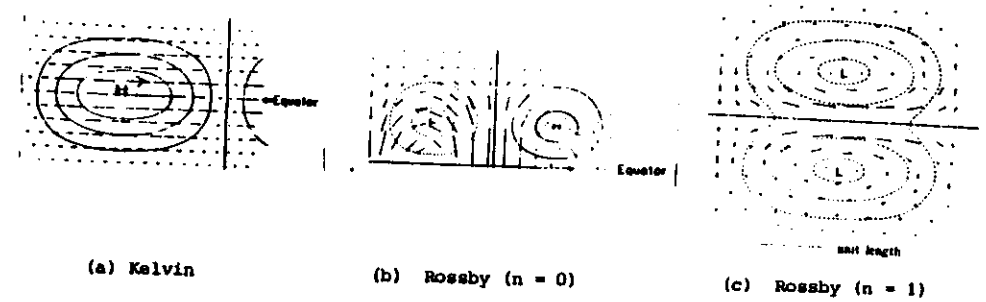 H
Equator
(a) Kelvin
H
Equator
(b) Rossby (n = 0)
L
L
unit length
(c) Rossby (n = 1)